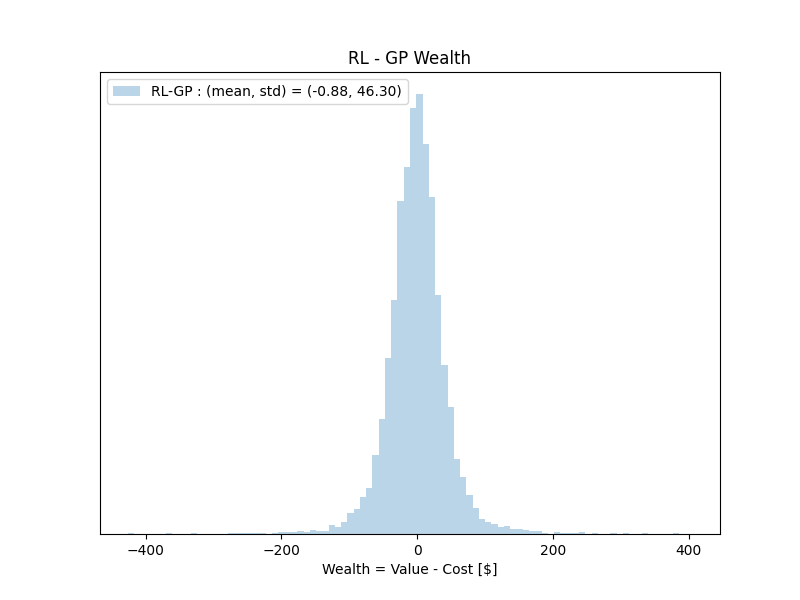 RL - GP Wealth
RL-GP : (mean, std) = (-0.88, 46.30)
−400 −200 0 200 400
Wealth = Value - Cost [$]